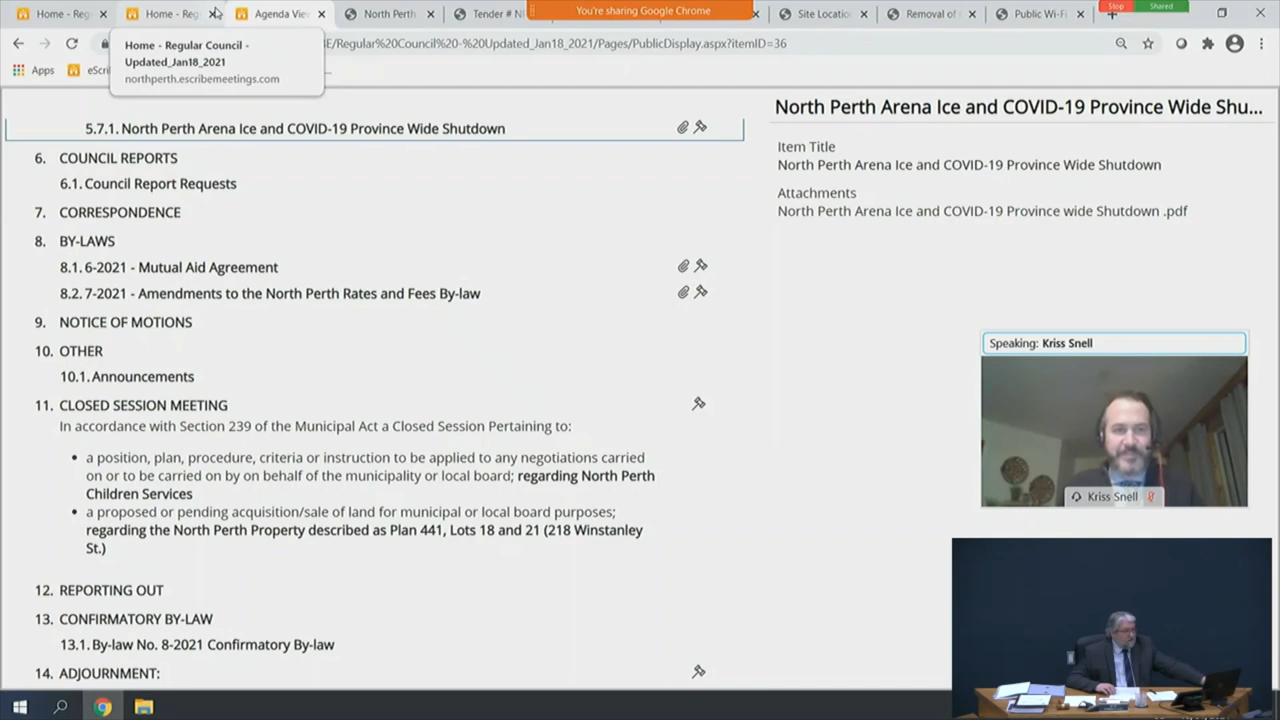 Home - Reg
Home - Reg
Agenda Vie
North Perth
Tender # N
You're sharing Google Chrome
Site Locatio
Removal of
Public Wi-F
Stop
Shared
E/Regular%20Council%20-%20Updated_Jan18_2021/Pages/PublicDisplay.aspx?itemID=36
Apps
eScri
Home - Regular Council -
Updated_Jan18_2021
northperth.escribemeetings.com
5.7.1. North Perth Arena Ice and COVID-19 Province Wide Shutdown
6. COUNCIL REPORTS
6.1. Council Report Requests
7. CORRESPONDENCE
8. BY-LAWS
8.1. 6-2021 - Mutual Aid Agreement
8.2. 7-2021 - Amendments to the North Perth Rates and Fees By-law
9. NOTICE OF MOTIONS
10. OTHER
10.1. Announcements
11. CLOSED SESSION MEETING
In accordance with Section 239 of the Municipal Act a Closed Session Pertaining to:
• a position, plan, procedure, criteria or instruction to be applied to any negotiations carried
on or to be carried on by on behalf of the municipality or local board; regarding North Perth
Children Services
• a proposed or pending acquisition/sale of land for municipal or local board purposes;
regarding the North Perth Property described as Plan 441, Lots 18 and 21 (218 Winstanley
St.)
12. REPORTING OUT
13. CONFIRMATORY BY-LAW
13.1. By-law No. 8-2021 Confirmatory By-law
14. ADJOURNMENT:
North Perth Arena Ice and COVID-19 Province Wide Shu...
Item Title
North Perth Arena Ice and COVID-19 Province Wide Shutdown
Attachments
North Perth Arena Ice and COVID-19 Province wide Shutdown .pdf
Speaking: Kriss Snell
Kriss Snell